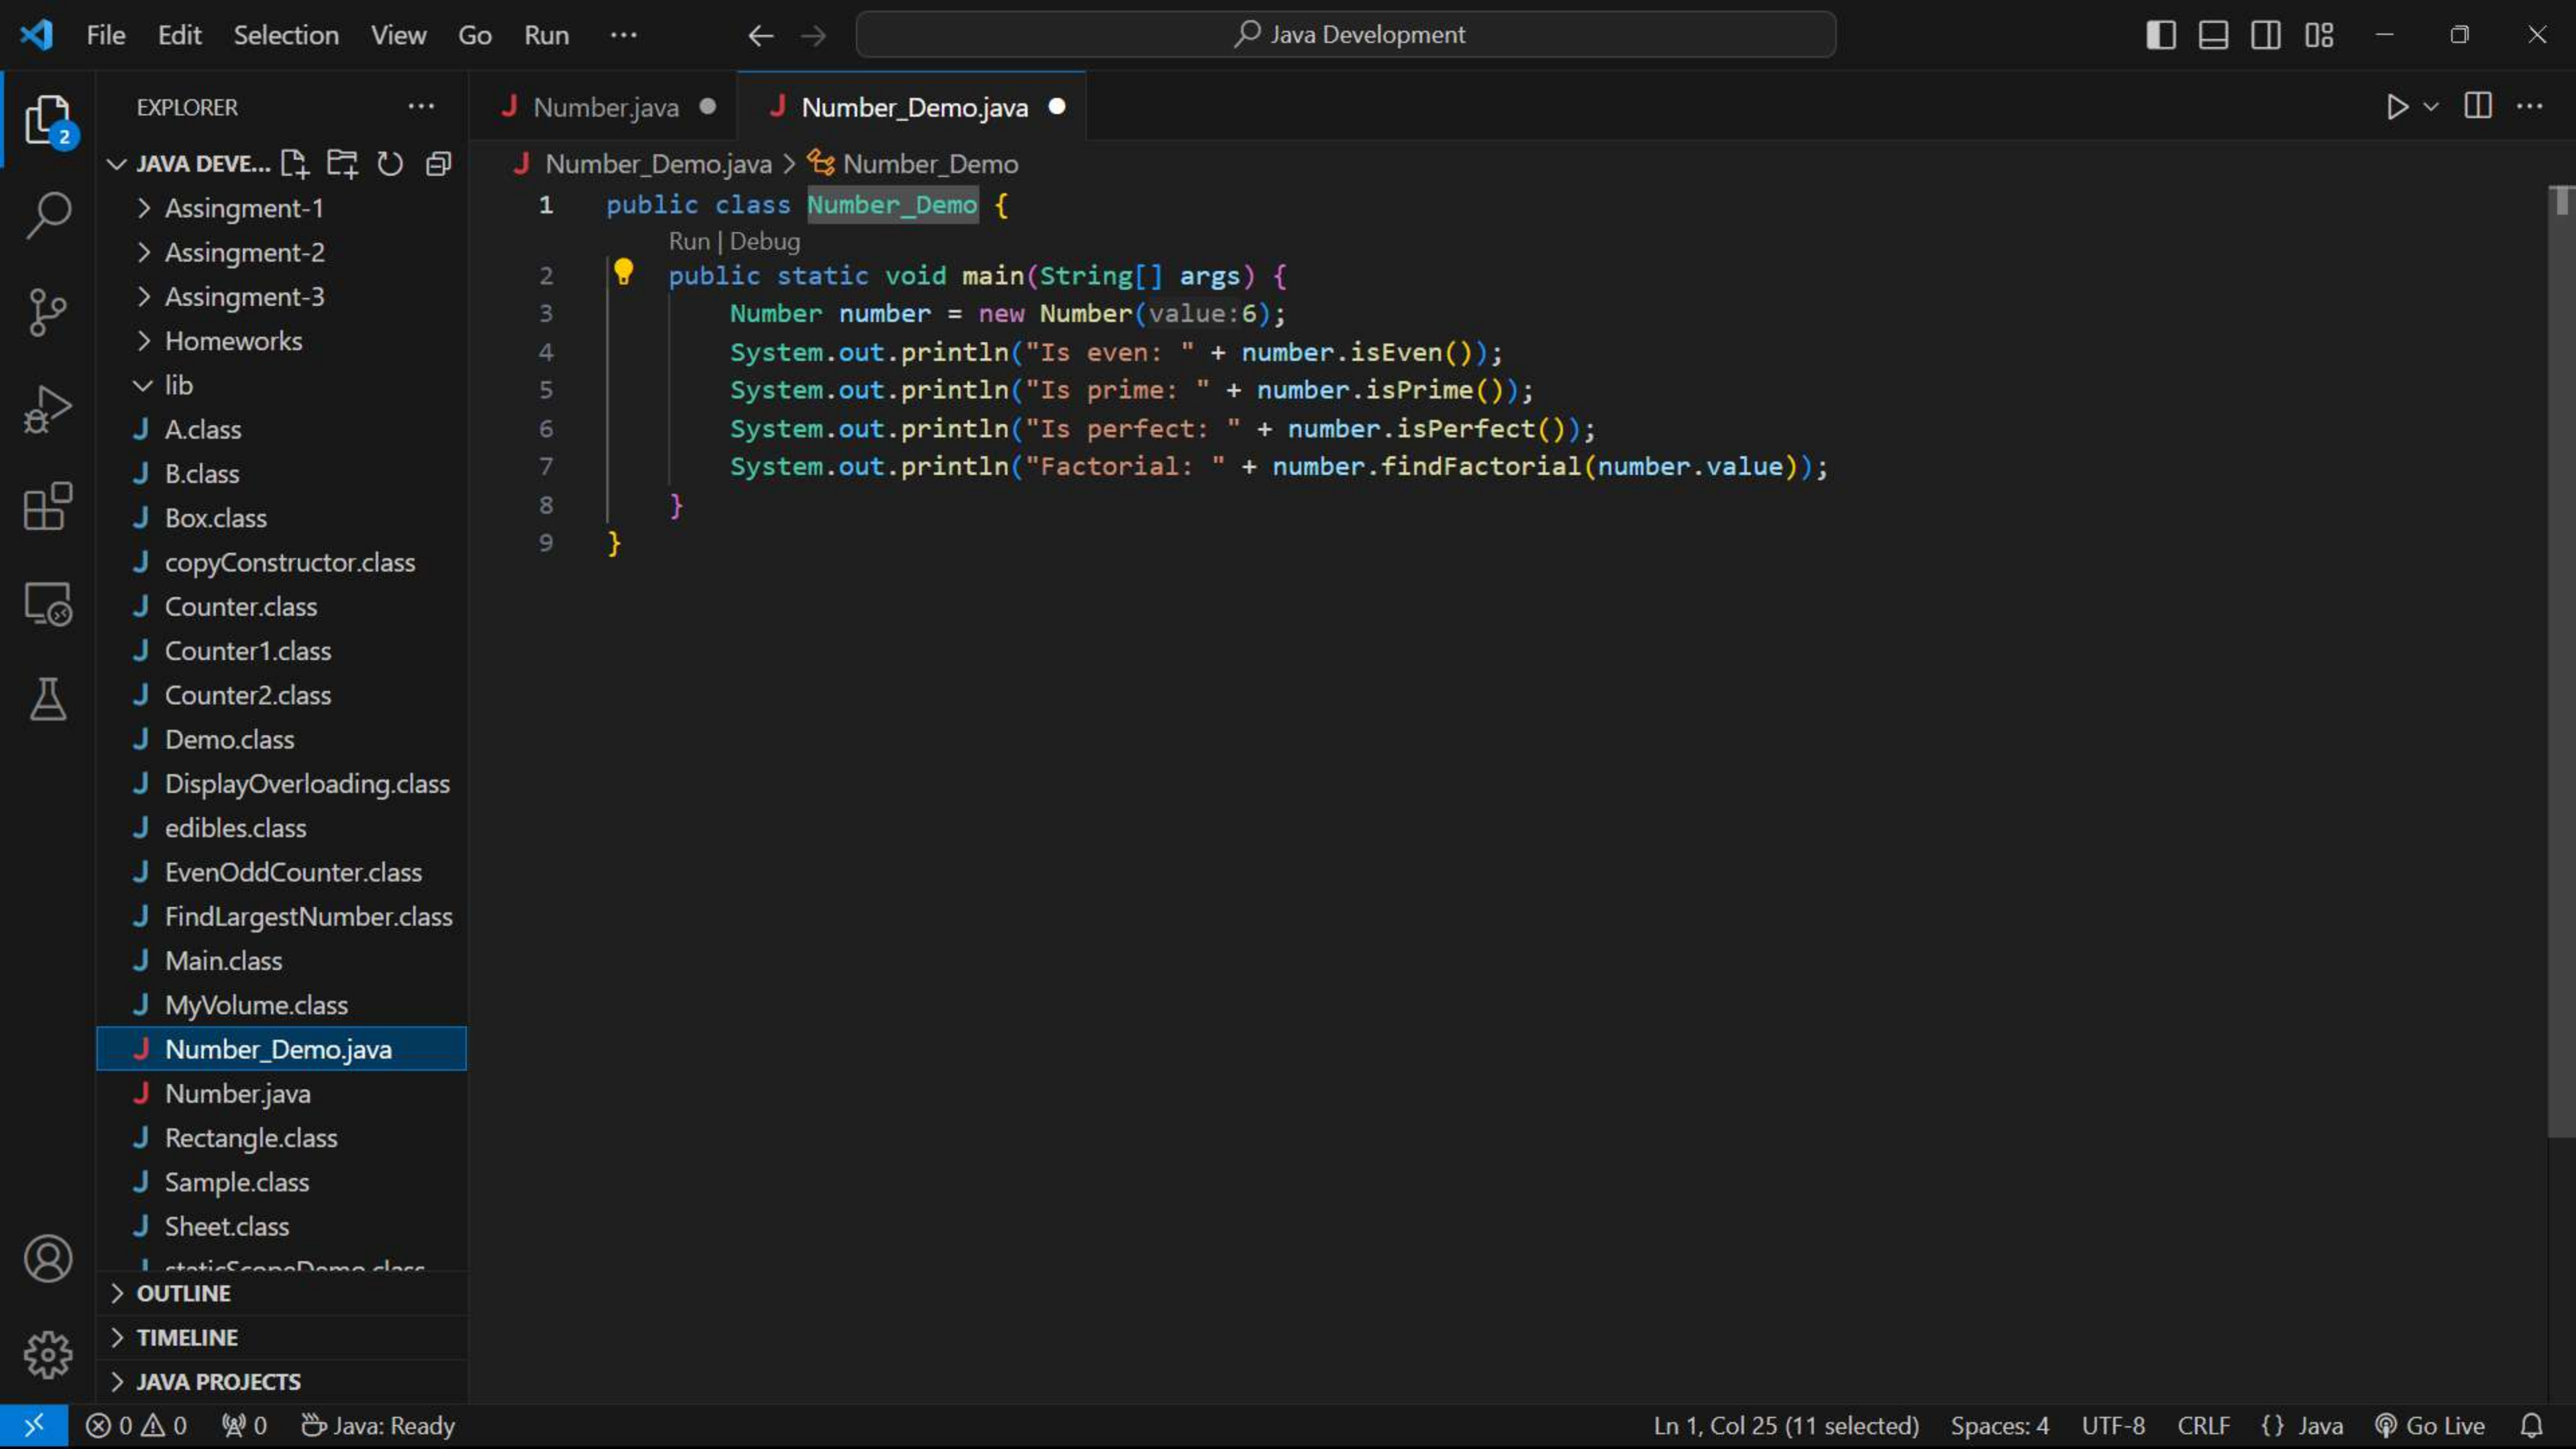 File Edit Selection View Go Run ···
Java Development
EXPLORER
JAVA DEVE...
Assingment-1
Assingment-2
Assingment-3
Homeworks
lib
A.class
B.class
Box.class
copyConstructor.class
Counter.class
Counter1.class
Counter2.class
Demo.class
DisplayOverloading.class
edibles.class
EvenOddCounter.class
FindLargestNumber.class
Main.class
MyVolume.class
Number_Demo.java
Number.java
Rectangle.class
Sample.class
Sheet.class
staticScopeDemo.class
OUTLINE
TIMELINE
JAVA PROJECTS
Number.java Number_Demo.java
Number_Demo.java > Number_Demo
1 public class Number_Demo {
Run | Debug
2 public static void main(String[] args) {
3 Number number = new Number(value:6);
4 System.out.println("Is even: " + number.isEven());
5 System.out.println("Is prime: " + number.isPrime());
6 System.out.println("Is perfect: " + number.isPerfect());
7 System.out.println("Factorial: " + number.findFactorial(number.value));
8 }
9 }
2
0 0 0 Java: Ready
Ln 1, Col 25 (11 selected) Spaces: 4 UTF-8 CRLF {} Java Go Live